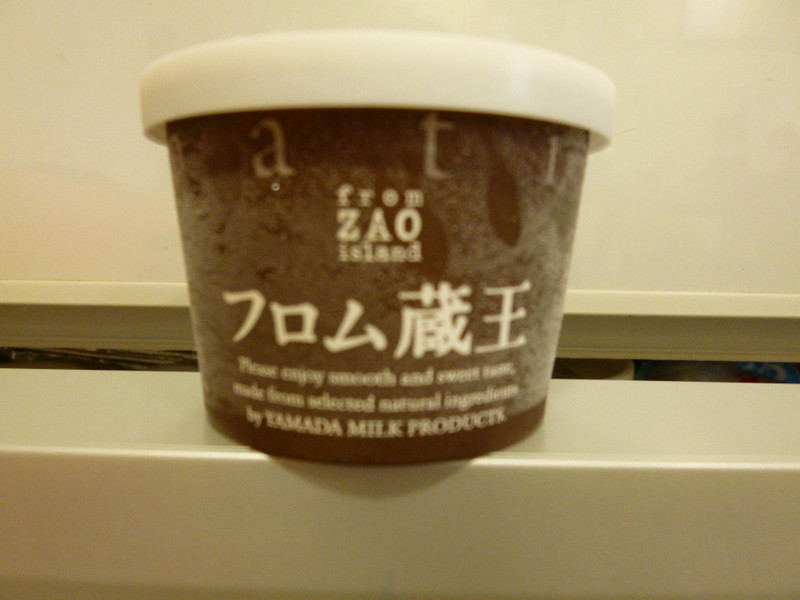 a t
from
ZAO
island
フロム蔵王
Please enjoy smooth and sweet taste,
made from selected natural ingredients.
by YAMADA MILK PRODUCTS.